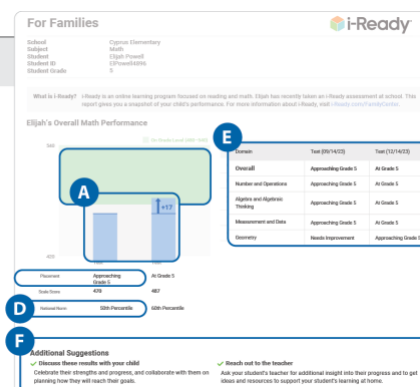 For Families
i-Ready
School Cyprus Elementary
Subject Math
Student Elijah Powell
Student ID ElPowell4896
Student Grade 5
What is i-Ready? i-Ready is an online learning program focused on reading and math. Elijah has recently taken an i-Ready assessment at school. This
report gives you a snapshot of your child's performance. For more information about i-Ready, visit i-Ready.com/FamilyCenter.
Elijah's Overall Math Performance
E
Domain Test (09/14/23) Test (12/14/23)
Overall Approaching Grade 5 At Grade 5
Number and Operations Approaching Grade 5 At Grade 5
Algebra and Algebraic
Thinking Approaching Grade 5 At Grade 5
Measurement and Data Approaching Grade 5 At Grade 5
Geometry Needs Improvement Approaching Grade 5
A
+17
Placement Approaching
Grade 5 At Grade 5
Scale Score 470 487
D
National Norm 50th Percentile 60th Percentile
F
Additional Suggestions
✓ Discuss these results with your child
Celebrate their strengths and progress, and collaborate with them on
planning how they will reach their goals.
✓ Reach out to the teacher
Ask your student's teacher for additional insight into their progress and to get
ideas and resources to support your student's learning at home.